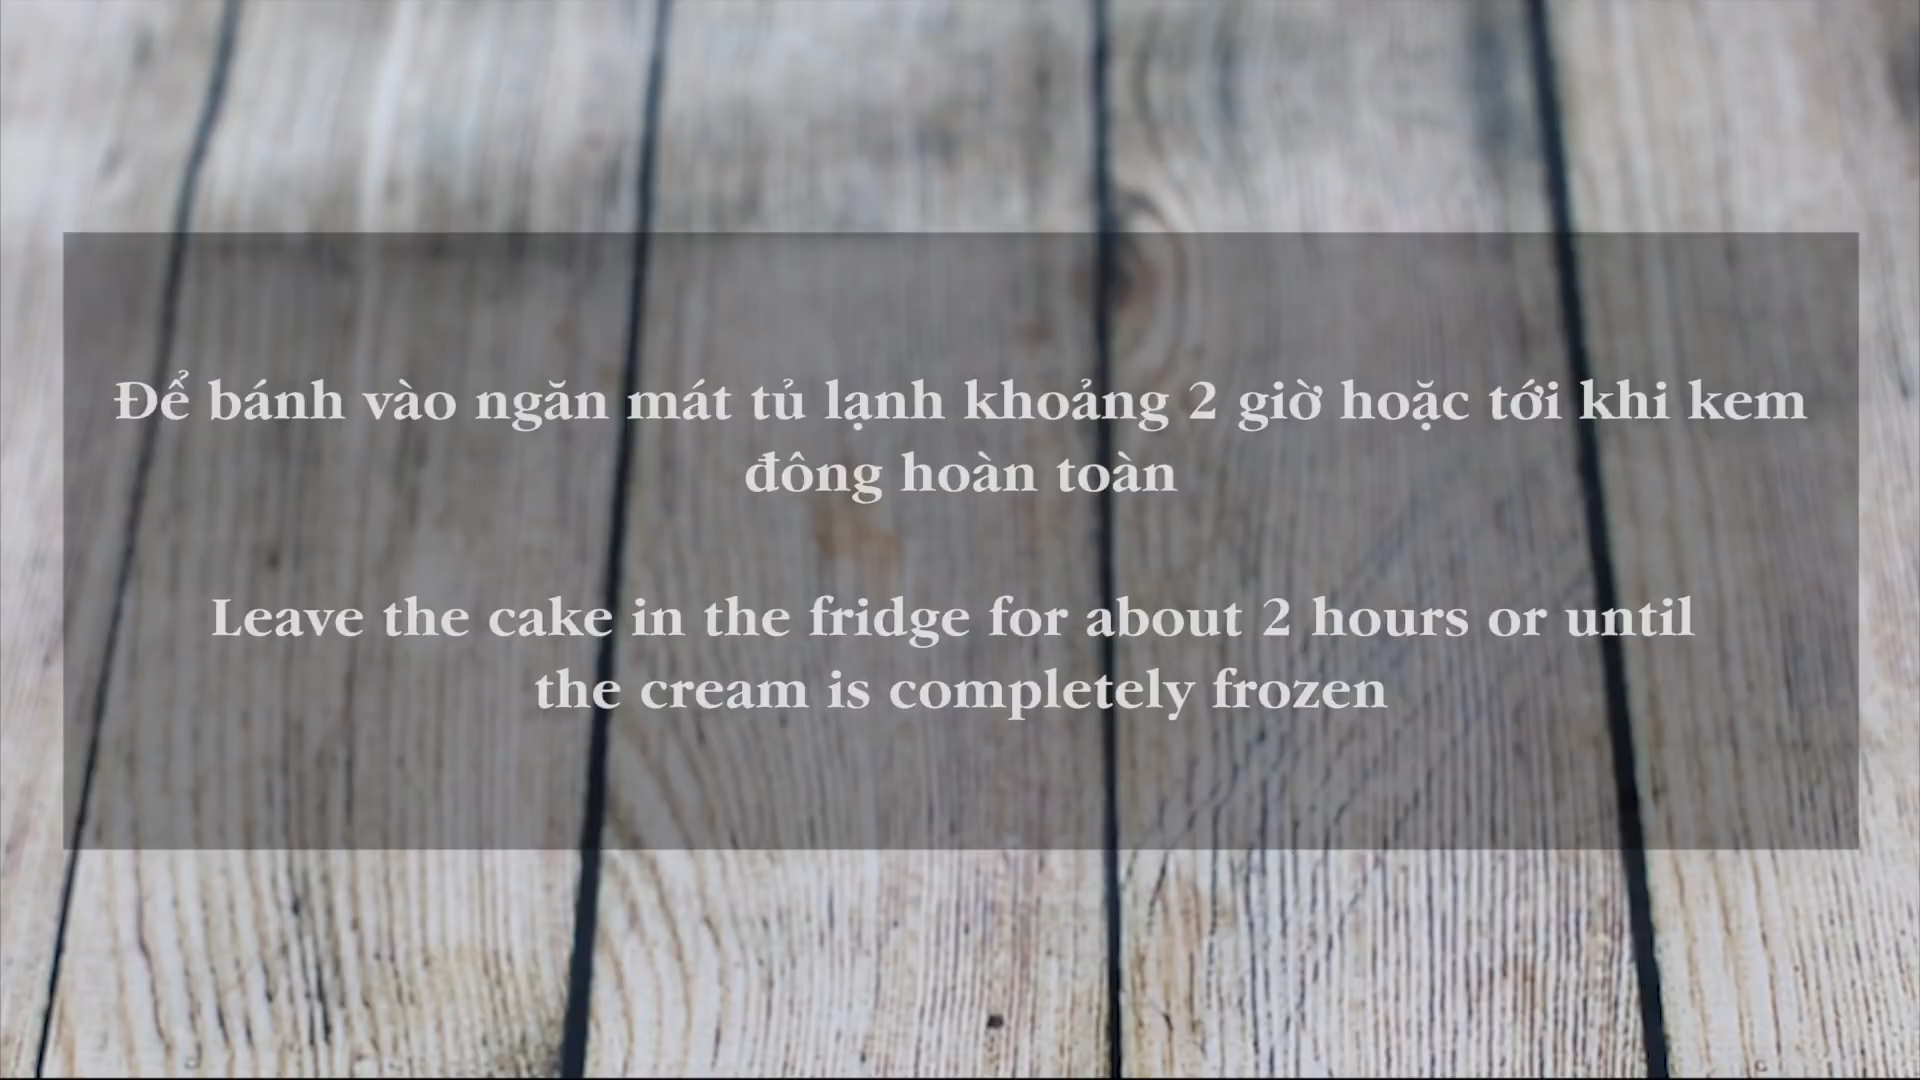 Để bánh vào ngăn mát tủ lạnh khoảng 2 giờ hoặc tới khi kem
đông hoàn toàn
Leave the cake in the fridge for about 2 hours or until
the cream is completely frozen